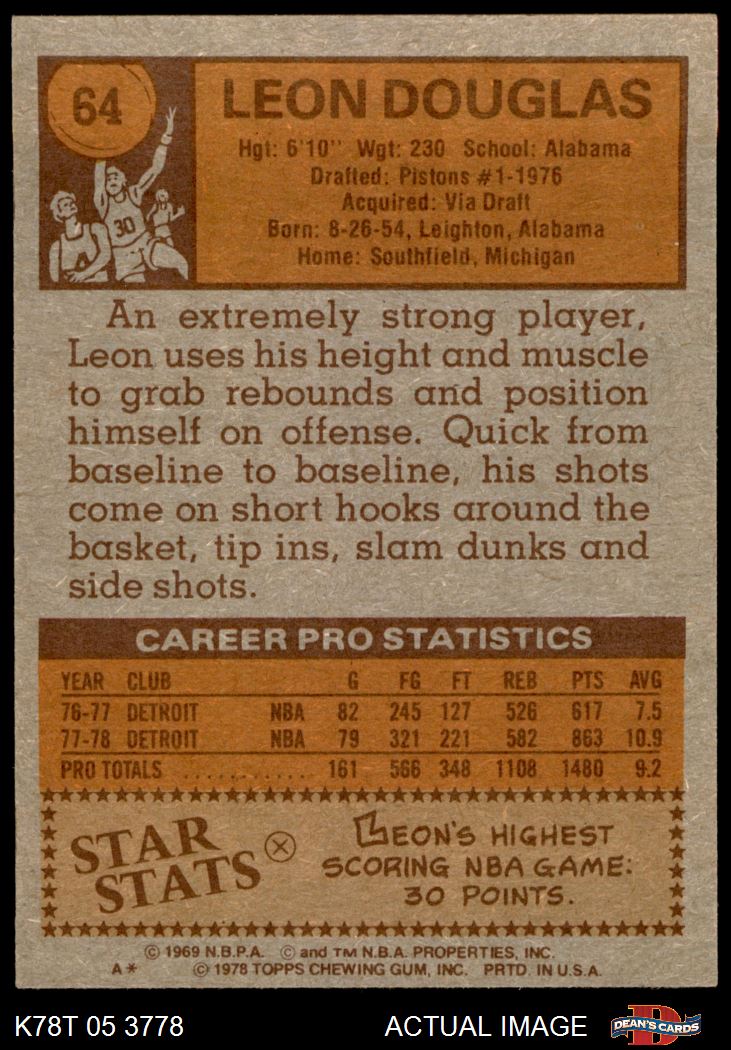 64
LEON DOUGLAS
Hgt: 6'10" Wgt: 230 School: Alabama
Drafted: Pistons #1-1976
Acquired: Via Draft
Born: 8-26-54, Leighton, Alabama
Home: Southfield, Michigan
30
An extremely strong player,
Leon uses his height and muscle
to grab rebounds and position
himself on offense. Quick from
baseline to baseline, his shots
come on short hooks around the
basket, tip ins, slam dunks and
side shots.
CAREER PRO STATISTICS
YEAR CLUB G FG FT REB PTS AVG
76-77 DETROIT NBA 82 245 127 526 617 7.5
77-78 DETROIT NBA 79 321 221 582 863 10.9
PRO TOTALS ............ 161 566 348 1108 1480 9.2
STAR
STATS
LEON'S HIGHEST
SCORING NBA GAME:
30 POINTS.
© 1969 N.B.P.A. © and TM N.B.A. PROPERTIES, INC.
A* © 1978 TOPPS CHEWING GUM, INC. PRTD. IN U.S.A.
K78T 05 3778 ACTUAL IMAGE
D
DEAN'S CARDS